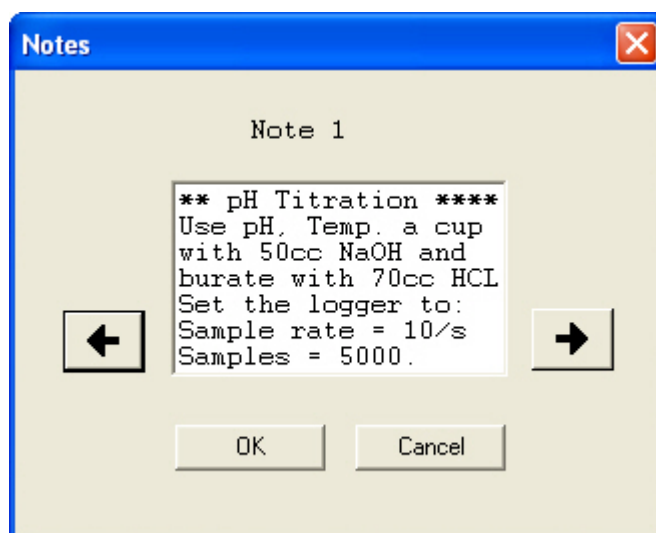 Notes
Note 1
** pH Titration ****
Use pH, Temp. a cup
with 50cc NaOH and
burate with 70cc HCL
Set the logger to:
Sample rate = 10/s
Samples = 5000.
OK
Cancel